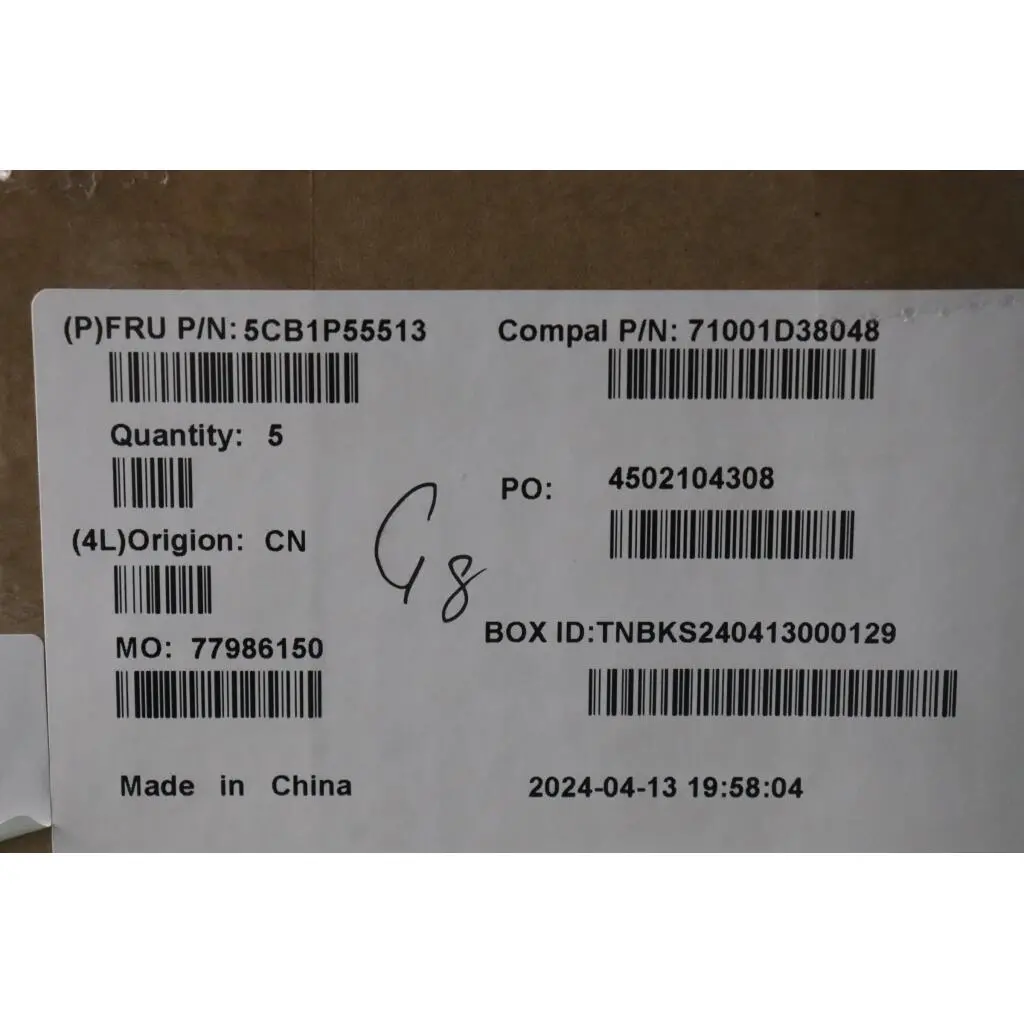 (P)FRU P/N: 5CB1P55513
Compal P/N: 71001D38048
Quantity: 5
PO: 4502104308
(4L)Origion: CN
G8
MO: 77986150
BOX ID:TNBKS240413000129
Made in China
2024-04-13 19:58:04